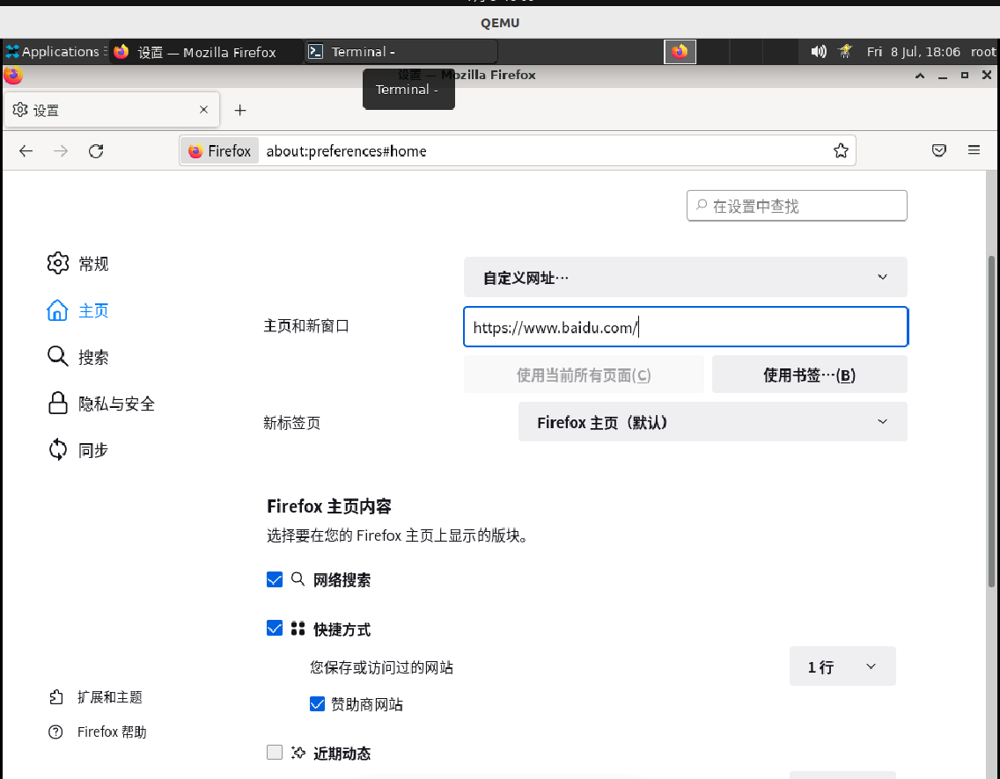 QEMU
Applications
设置 — Mozilla Firefox
Terminal -
Fri 8 Jul, 18:06
root
设置 — Mozilla Firefox
Terminal -
设置
Firefox
about:preferences#home
在设置中查找
常规
主页
搜索
隐私与安全
同步
自定义网址…
主页和新窗口
https://www.baidu.com/
使用当前所有页面(C)
使用书签…(B)
新标签页
Firefox 主页（默认）
Firefox 主页内容
选择要在您的 Firefox 主页上显示的版块。
网络搜索
快捷方式
您保存或访问过的网站
1 行
赞助商网站
近期动态
扩展和主题
Firefox 帮助